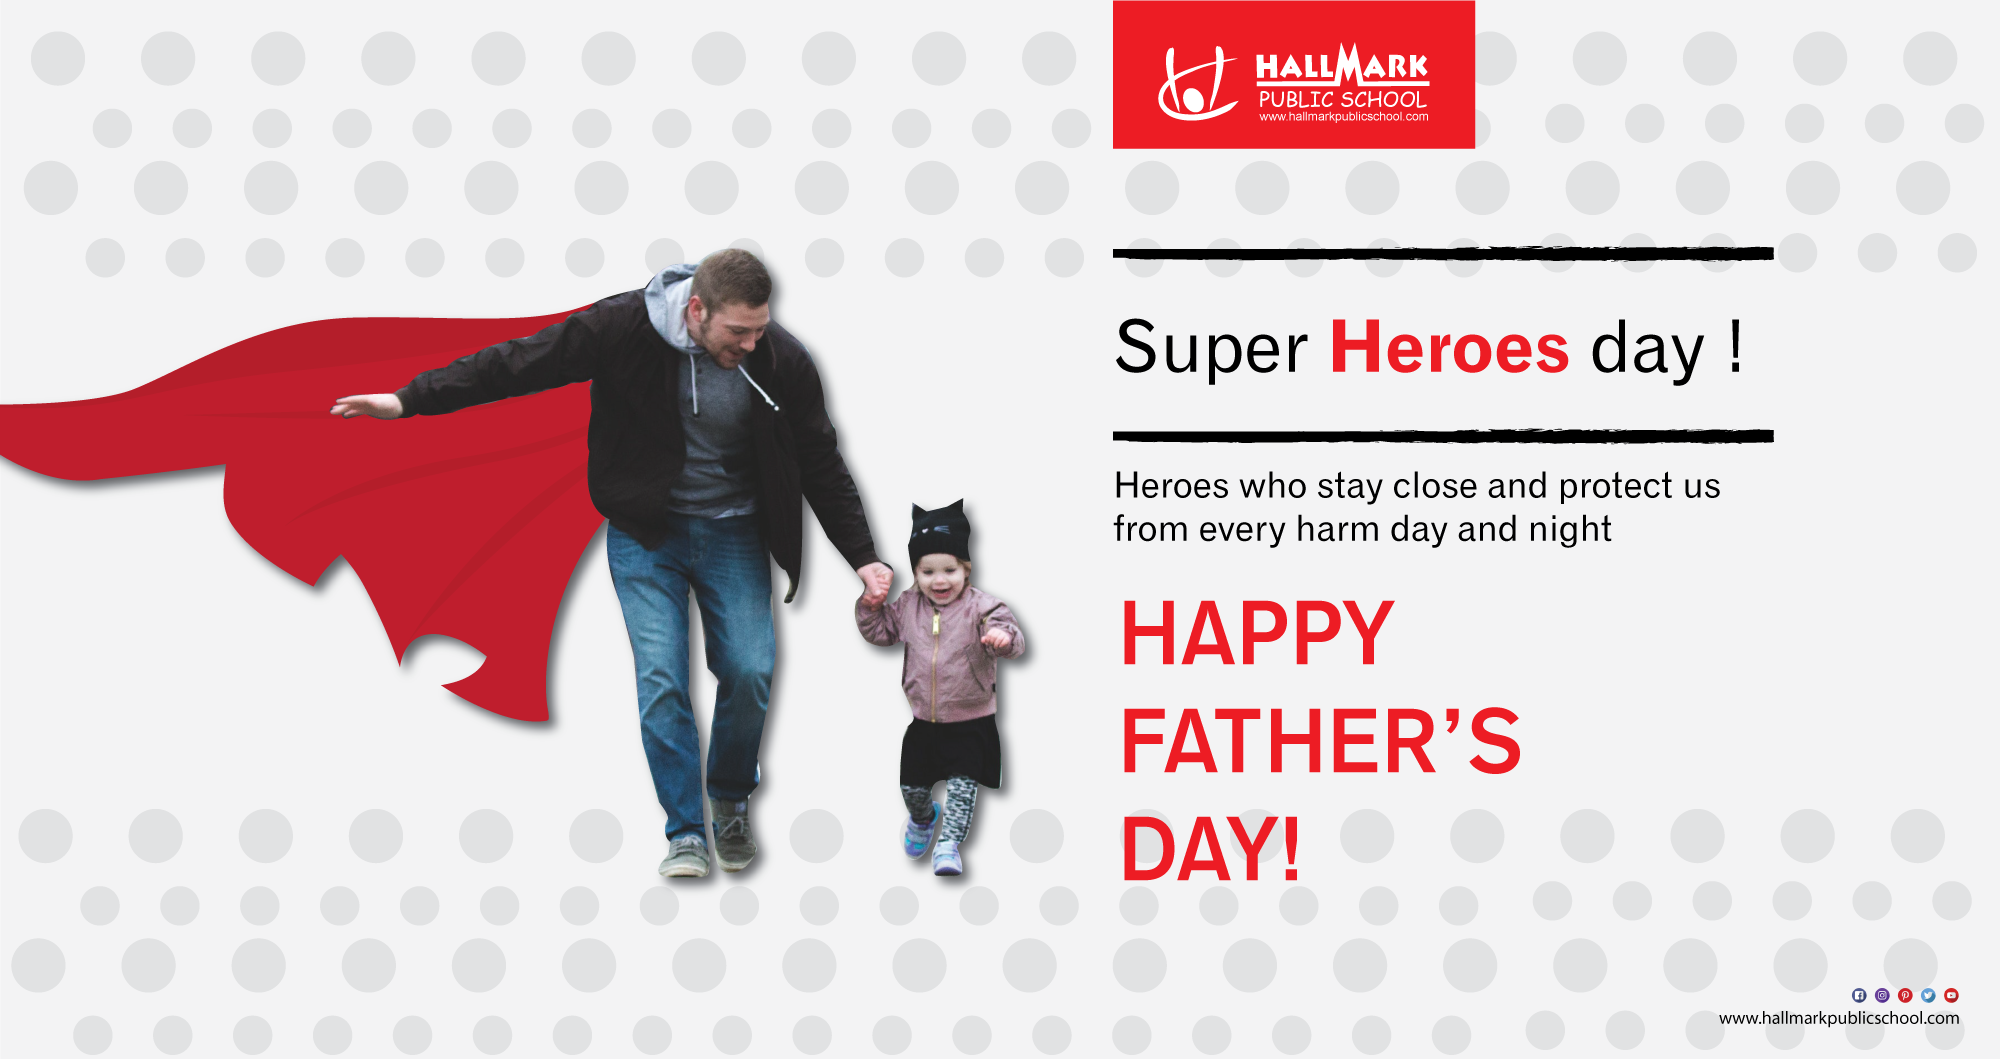 HALLMARK
PUBLIC SCHOOL
www.hallmarkpublicschool.com
Super Heroes day !
Heroes who stay close and protect us
from every harm day and night
HAPPY
FATHER’S
DAY!
www.hallmarkpublicschool.com